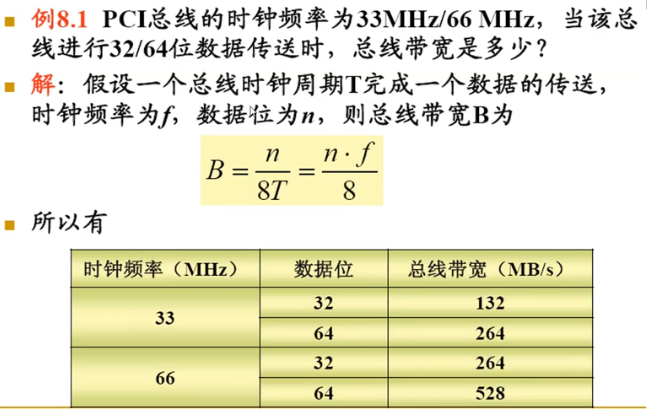 例8.1 PCI总线的时钟频率为33MHz/66 MHz，当该总
线进行32/64位数据传送时，总线带宽是多少？
解：假设一个总线时钟周期T完成一个数据的传送，
时钟频率为f，数据位为n，则总线带宽B为
B = n/8T = n·f/8
所以有
时钟频率（MHz） 数据位 总线带宽（MB/s）
33 32 132
64 264
66 32 264
64 528